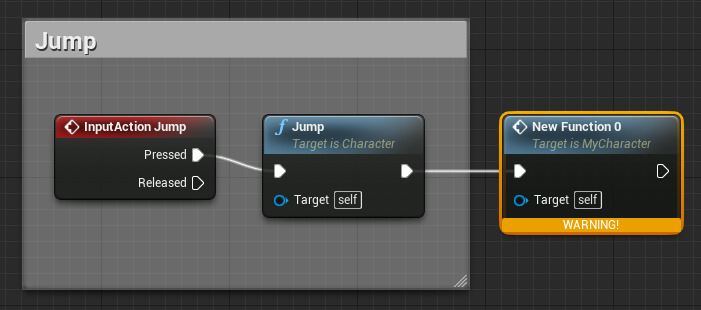 Jump
InputAction Jump
Pressed
Released
Jump
Target is Character
Target self
New Function 0
Target is MyCharacter
Target self
WARNING!